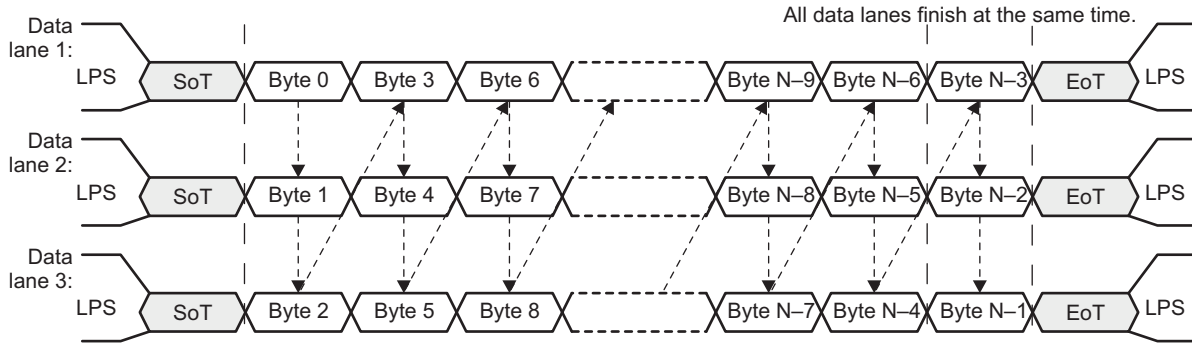 All data lanes finish at the same time.
Data
lane 1:
LPS SoT Byte 0 Byte 3 Byte 6 Byte N–9 Byte N–6 Byte N–3 EoT LPS
Data
lane 2:
LPS SoT Byte 1 Byte 4 Byte 7 Byte N–8 Byte N–5 Byte N–2 EoT LPS
Data
lane 3:
LPS SoT Byte 2 Byte 5 Byte 8 Byte N–7 Byte N–4 Byte N–1 EoT LPS